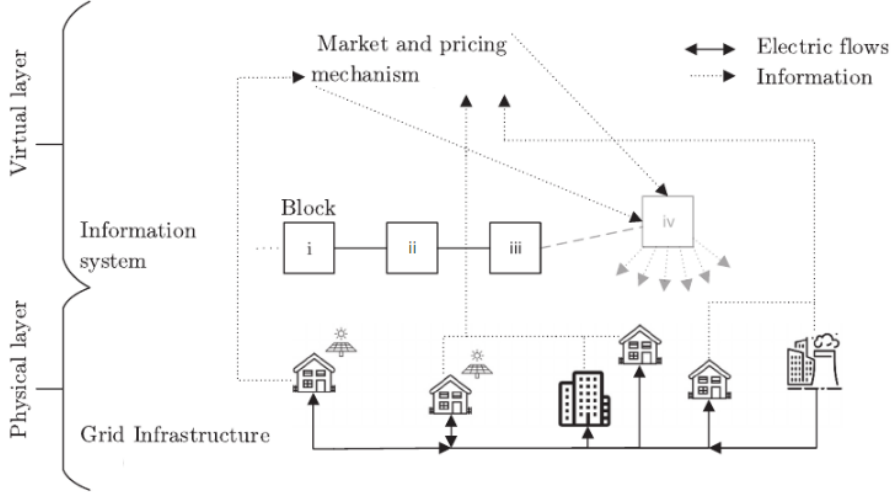 Market and pricing
mechanism
Electric flows
Information
Virtual layer
Block
Information
system
i
ii
iii
iv
Physical layer
Grid Infrastructure